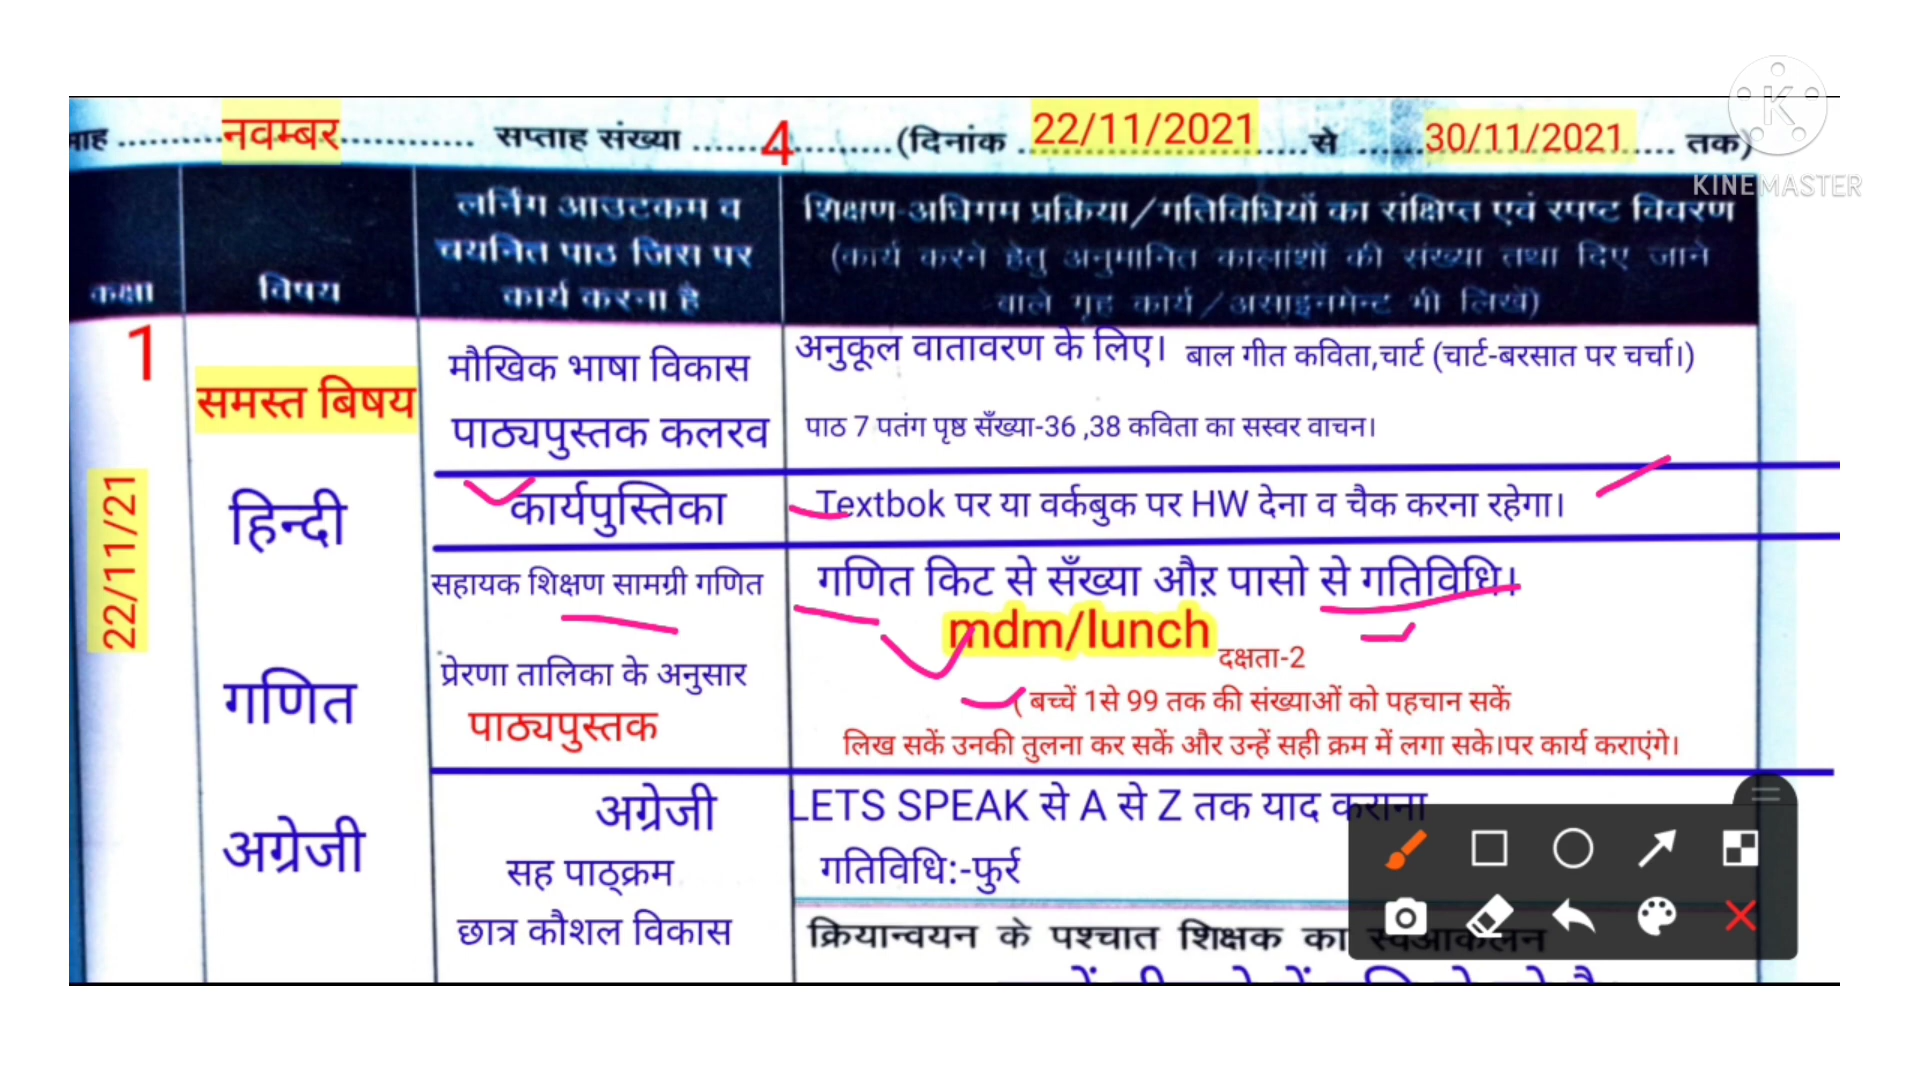 माह ............नवम्बर............... सप्ताह संख्या .......4...........(दिनांक ..22/11/2021.....से ......30/11/2021..... तक)
KINEMASTER
कक्षा
विषय
लर्निंग आउटकम व
चयनित पाठ जिस पर
कार्य करना है
शिक्षण-अधिगम प्रक्रिया/गतिविधियों का संक्षिप्त एवं स्पष्ट विवरण
(कार्य करने हेतु अनुमानित कालांशों की संख्या तथा दिए जाने
वाले गृह कार्य/असाइनमेन्ट भी लिखें)
1
22/11/21
समस्त बिषय
हिन्दी
गणित
अग्रेजी
मौखिक भाषा विकास
पाठ्यपुस्तक कलरव
कार्यपुस्तिका
सहायक शिक्षण सामग्री गणित
प्रेरणा तालिका के अनुसार
पाठ्यपुस्तक
अग्रेजी
सह पाठ्क्रम
छात्र कौशल विकास
अनुकूल वातावरण के लिए। बाल गीत कविता,चार्ट (चार्ट-बरसात पर चर्चा।)
पाठ 7 पतंग पृष्ठ सँख्या-36 ,38 कविता का सस्वर वाचन।
Textbok पर या वर्कबुक पर HW देना व चैक करना रहेगा।
गणित किट से सँख्या औऱ पासो से गतिविधि।
mdm/lunch
दक्षता-2
( बच्चें 1से 99 तक की संख्याओं को पहचान सकें
लिख सकें उनकी तुलना कर सकें और उन्हें सही क्रम में लगा सके।पर कार्य कराएंगे।
LETS SPEAK से A से Z तक याद कराना
गतिविधि:-फुर्र
क्रियान्वयन के पश्चात शिक्षक का स्वआकलन